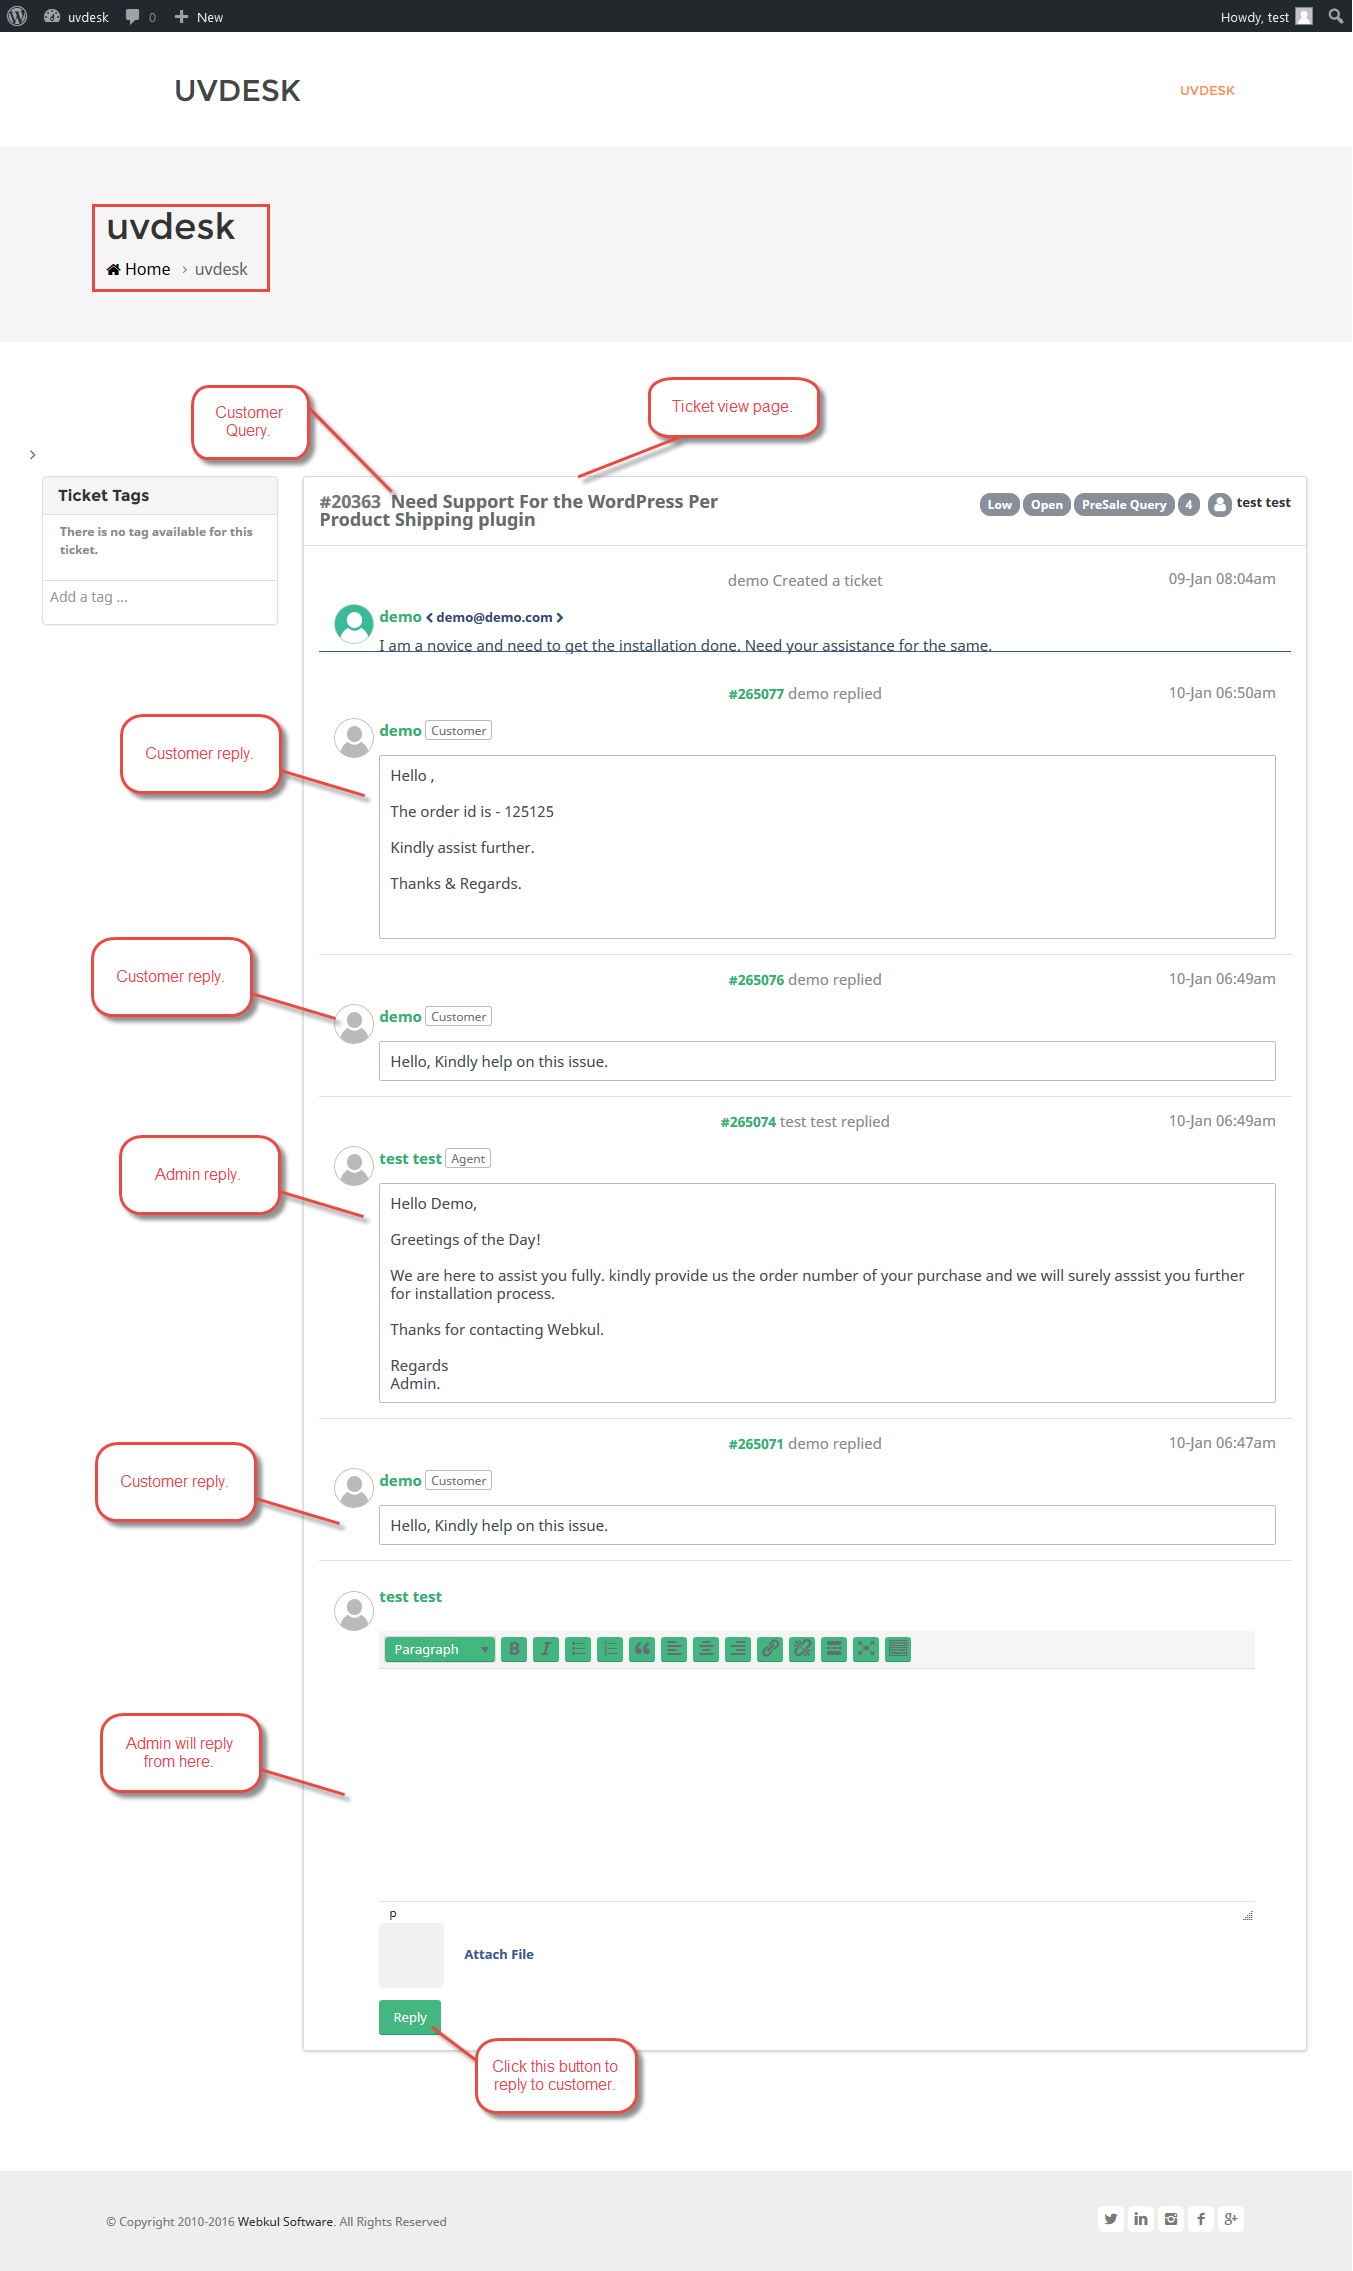 uvdesk 0 New Howdy, test
UVDESK
UVDESK
uvdesk
Home › uvdesk
Customer
Query.
Ticket view page.
Ticket Tags
There is no tag available for this
ticket.
Add a tag ...
#20363 Need Support For the WordPress Per
Product Shipping plugin
Low Open PreSale Query 4 test test
demo Created a ticket 09-Jan 08:04am
demo < demo@demo.com >
I am a novice and need to get the installation done. Need your assistance for the same.
#265077 demo replied 10-Jan 06:50am
Customer reply.
demo Customer
Hello ,
The order id is - 125125
Kindly assist further.
Thanks & Regards.
#265076 demo replied 10-Jan 06:49am
Customer reply.
demo Customer
Hello, Kindly help on this issue.
#265074 test test replied 10-Jan 06:49am
Admin reply.
test test Agent
Hello Demo,
Greetings of the Day!
We are here to assist you fully. kindly provide us the order number of your purchase and we will surely asssist you further
for installation process.
Thanks for contacting Webkul.
Regards
Admin.
#265071 demo replied 10-Jan 06:47am
Customer reply.
demo Customer
Hello, Kindly help on this issue.
test test
Paragraph B I
Admin will reply
from here.
p
Attach File
Reply
Click this button to
reply to customer.
© Copyright 2010-2016 Webkul Software. All Rights Reserved